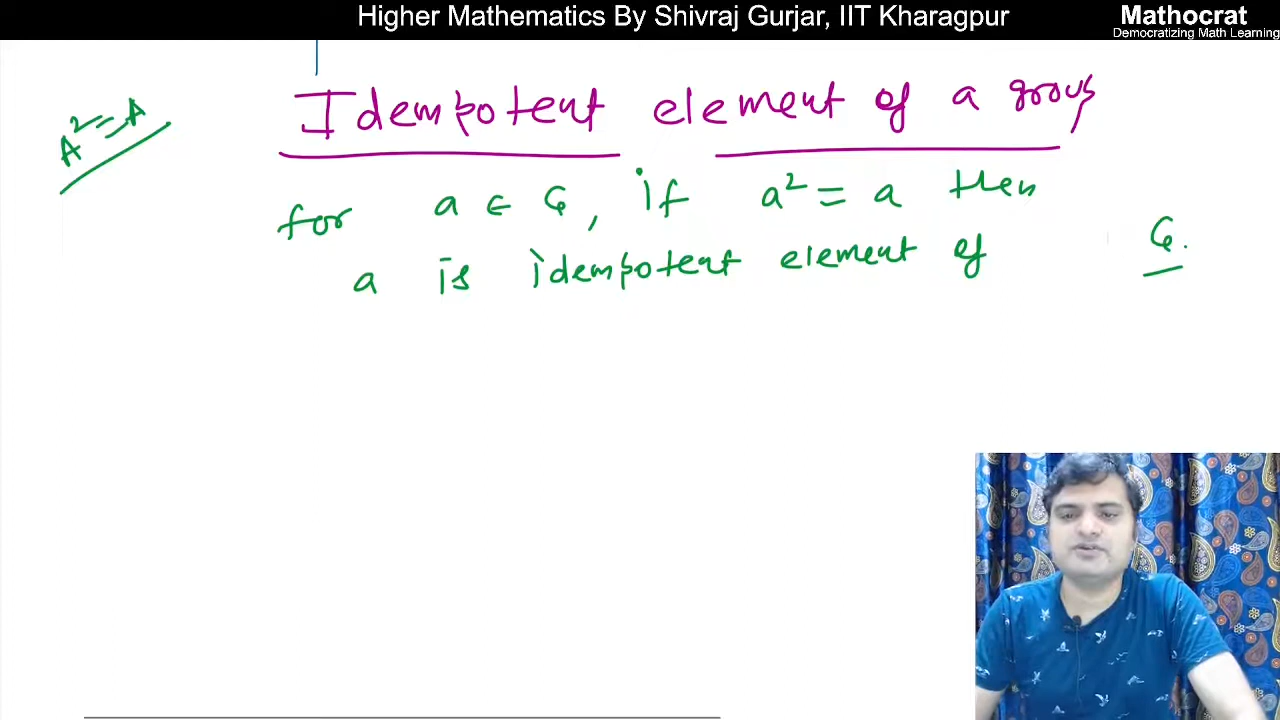 Higher Mathematics By Shivraj Gurjar, IIT Kharagpur
Mathocrat
Democratizing Math Learning
A² = A
Idempotent element of a group
for a ∈ G, if a² = a then
a is idempotent element of G.